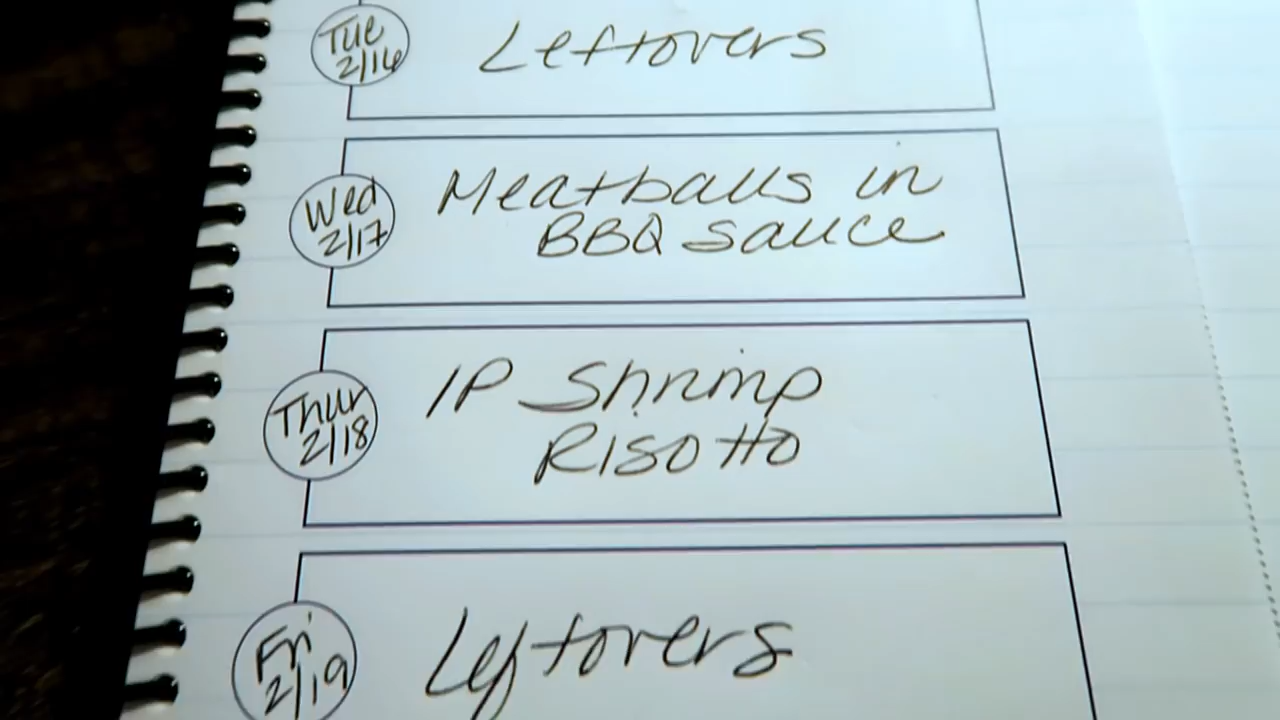 Tue
2/16
Leftovers
Wed
2/17
Meatballs in
BBQ sauce
Thur
2/18
IP Shrimp
Risotto
Fri
2/19
Leftovers